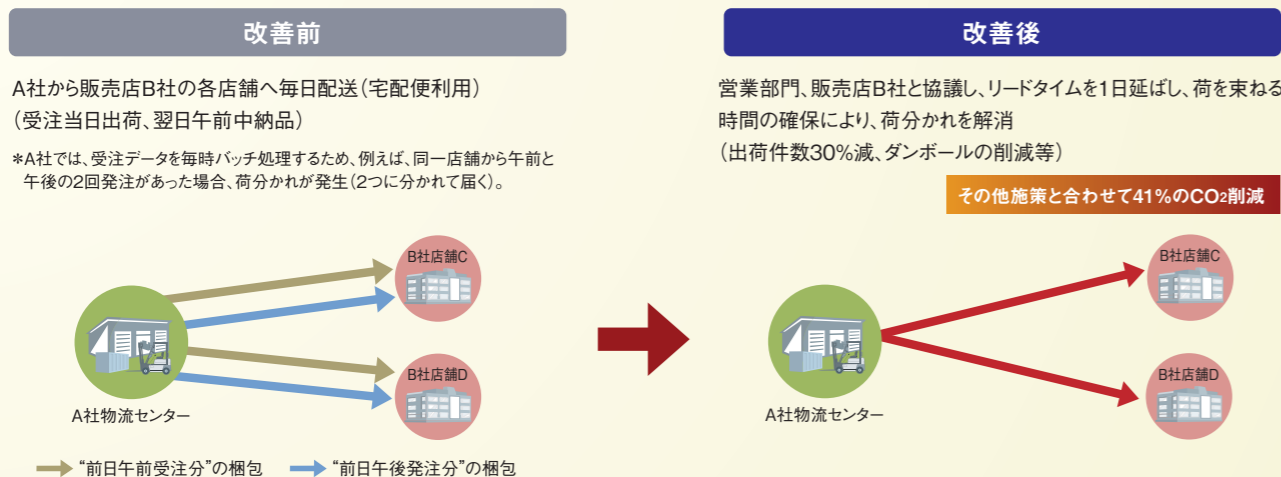 改善前
A社から販売店B社の各店舗へ毎日配送（宅配便利用）
（受注当日出荷、翌日午前中納品）
*A社では、受注データを毎時バッチ処理するため、例えば、同一店舗から午前と
午後の2回発注があった場合、荷分かれが発生（2つに分かれて届く）。
B社店舗C
B社店舗D
A社物流センター
“前日午前受注分”の梱包
“前日午後発注分”の梱包
改善後
営業部門、販売店B社と協議し、リードタイムを1日延ばし、荷を束ねる
時間の確保により、荷分かれを解消
（出荷件数30%減、ダンボールの削減等）
その他施策と合わせて41%のCO2削減
B社店舗C
B社店舗D
A社物流センター